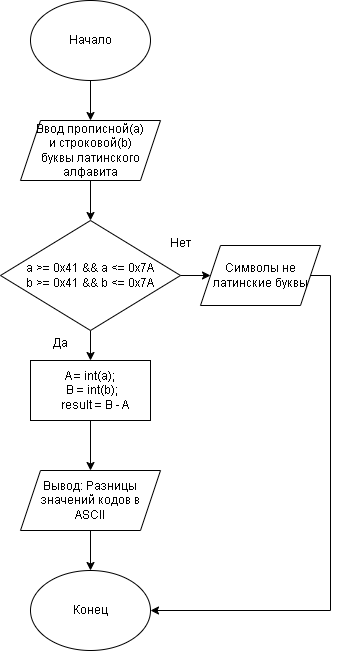 Начало
Ввод прописной(a)
и строковой(b)
буквы латинского
алфавита
Нет
a >= 0x41 && a <= 0x7A
b >= 0x41 && b <= 0x7A
Символы не
латинские буквы
Да
A = int(a);
B = int(b);
result = B - A
Вывод: Разницы
значений кодов в
ASCII
Конец